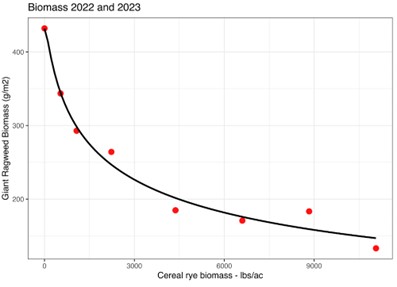 Biomass 2022 and 2023
Giant Ragweed Biomass (g/m2)
400
300
200
0
3000
6000
9000
Cereal rye biomass - lbs/ac